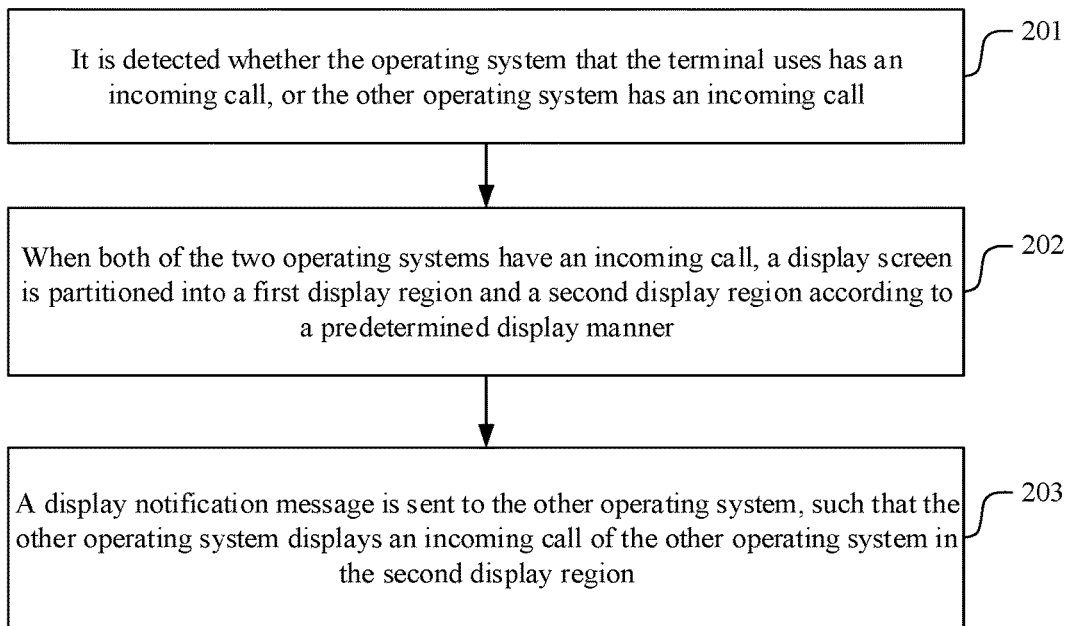 It is detected whether the operating system that the terminal uses has an
incoming call, or the other operating system has an incoming call
201
When both of the two operating systems have an incoming call, a display screen
is partitioned into a first display region and a second display region according to
a predetermined display manner
202
A display notification message is sent to the other operating system, such that the
other operating system displays an incoming call of the other operating system in
the second display region
203